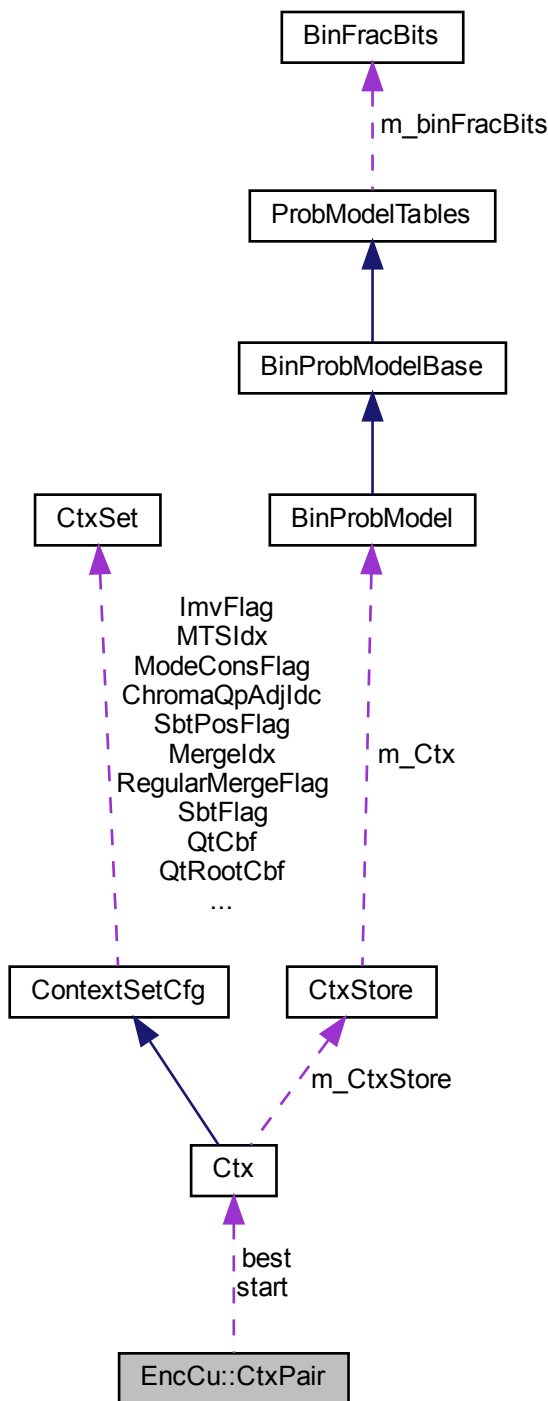 BinFracBits
m_binFracBits
ProbModelTables
BinProbModelBase
CtxSet
BinProbModel
ImvFlag
MTSIdx
ModeConsFlag
ChromaQpAdjIdc
SbtPosFlag
MergeIdx
RegularMergeFlag
SbtFlag
QtCbf
QtRootCbf
...
m_Ctx
ContextSetCfg
CtxStore
m_CtxStore
Ctx
best
start
EncCu::CtxPair